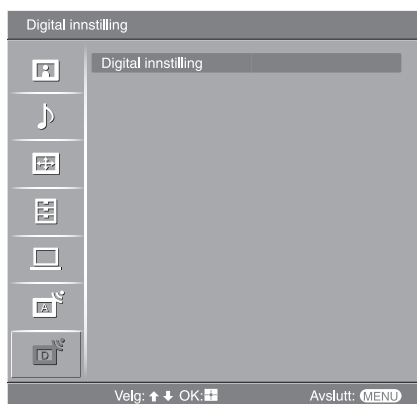 Digital innstilling
Digital innstilling
A
D
Velg: ↑ ↓ OK: Avslutt: MENU